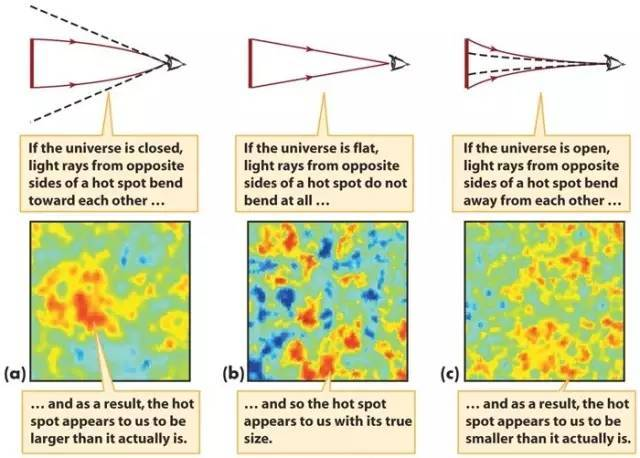 If the universe is closed,
light rays from opposite
sides of a hot spot bend
toward each other ...
If the universe is flat,
light rays from opposite
sides of a hot spot do not
bend at all ...
If the universe is open,
light rays from opposite
sides of a hot spot bend
away from each other ...
(a)
(b)
(c)
... and as a result, the hot
spot appears to us to be
larger than it actually is.
... and so the hot spot
appears to us with its true
size.
... and as a result, the hot
spot appears to us to be
smaller than it actually is.